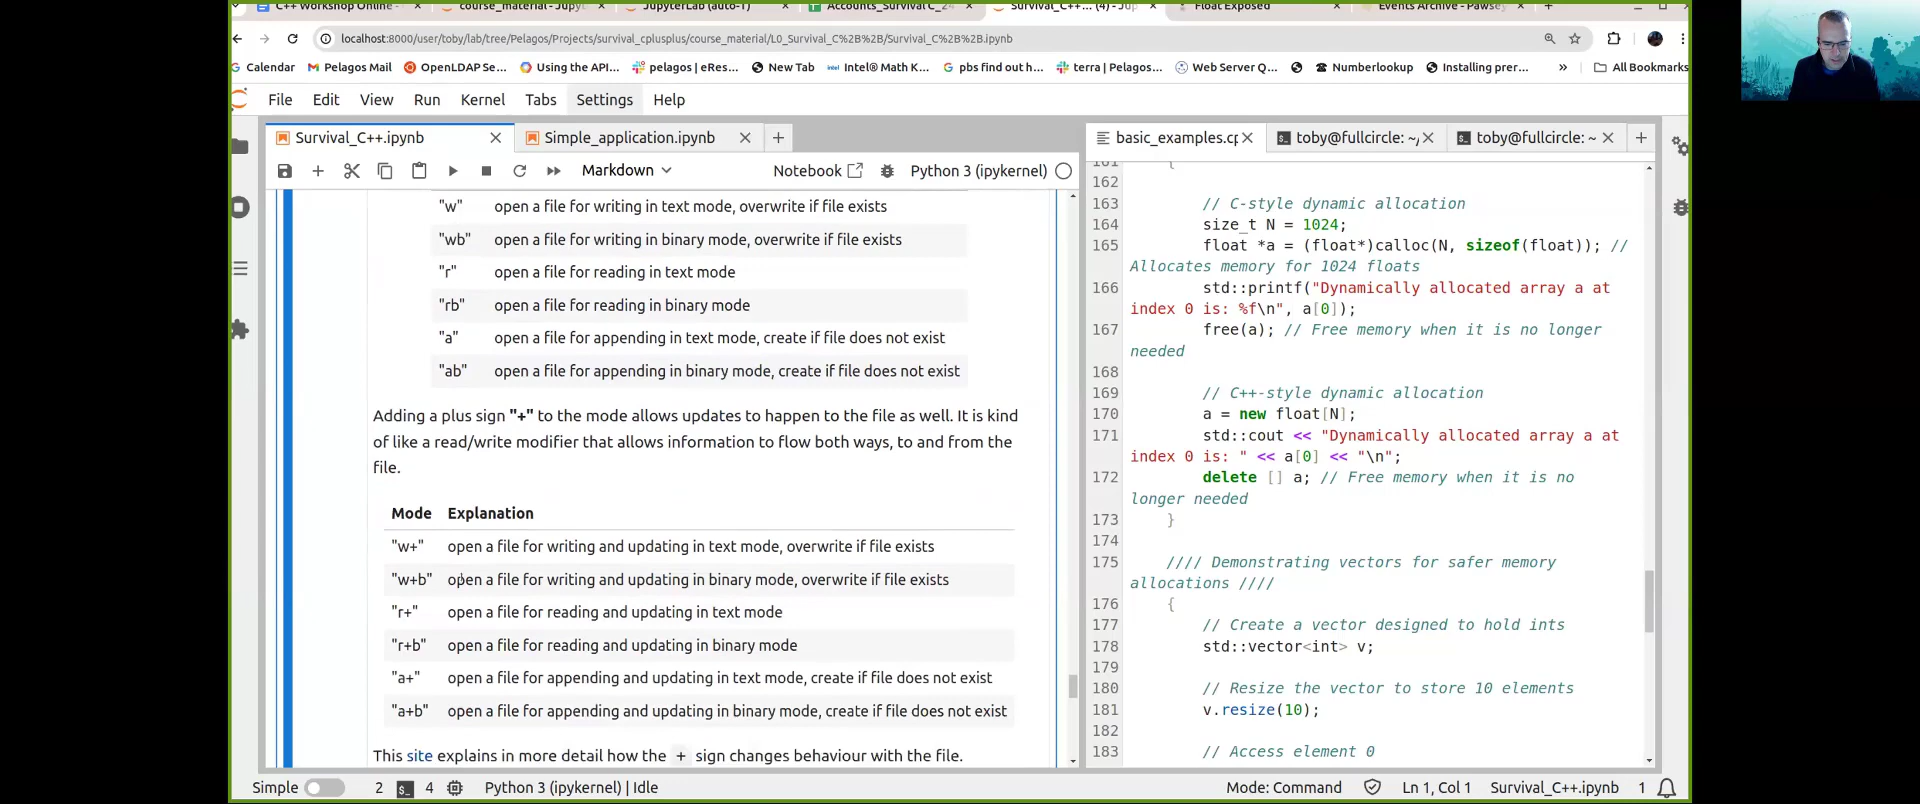 C++ Workshop Online -
course_material - Jupyt
JupyterLab (auto-1)
Accounts_Survival C_24
Survival_C++... (4) - Jup
Float Exposed
Events Archive - Pawsey
localhost:8000/user/toby/lab/tree/Pelagos/Projects/survival_cplusplus/course_material/L0_Survival_C%2B%2B/Survival_C%2B%2B.ipynb
Calendar
Pelagos Mail
OpenLDAP Se...
Using the API...
pelagos | eRes...
New Tab
Intel® Math K...
pbs find out h...
terra | Pelagos...
Web Server Q...
Numberlookup
Installing prer...
»
All Bookmarks
File Edit View Run Kernel Tabs Settings Help
Survival_C++.ipynb
Simple_application.ipynb
Markdown
Notebook
Python 3 (ipykernel)
"w" open a file for writing in text mode, overwrite if file exists
"wb" open a file for writing in binary mode, overwrite if file exists
"r" open a file for reading in text mode
"rb" open a file for reading in binary mode
"a" open a file for appending in text mode, create if file does not exist
"ab" open a file for appending in binary mode, create if file does not exist
Adding a plus sign "+" to the mode allows updates to happen to the file as well. It is kind
of like a read/write modifier that allows information to flow both ways, to and from the
file.
Mode Explanation
"w+" open a file for writing and updating in text mode, overwrite if file exists
"w+b" open a file for writing and updating in binary mode, overwrite if file exists
"r+" open a file for reading and updating in text mode
"r+b" open a file for reading and updating in binary mode
"a+" open a file for appending and updating in text mode, create if file does not exist
"a+b" open a file for appending and updating in binary mode, create if file does not exist
This site explains in more detail how the + sign changes behaviour with the file.
basic_examples.cp
toby@fullcircle: ~/
toby@fullcircle: ~
161 {
162
163 // C-style dynamic allocation
164 size_t N = 1024;
165 float *a = (float*)calloc(N, sizeof(float)); //
Allocates memory for 1024 floats
166 std::printf("Dynamically allocated array a at
index 0 is: %f\n", a[0]);
167 free(a); // Free memory when it is no longer
needed
168
169 // C++-style dynamic allocation
170 a = new float[N];
171 std::cout << "Dynamically allocated array a at
index 0 is: " << a[0] << "\n";
172 delete [] a; // Free memory when it is no
longer needed
173 }
174
175 //// Demonstrating vectors for safer memory
allocations ////
176 {
177 // Create a vector designed to hold ints
178 std::vector<int> v;
179
180 // Resize the vector to store 10 elements
181 v.resize(10);
182
183 // Access element 0
Simple
2
4
Python 3 (ipykernel) | Idle
Mode: Command
Ln 1, Col 1
Survival_C++.ipynb
1